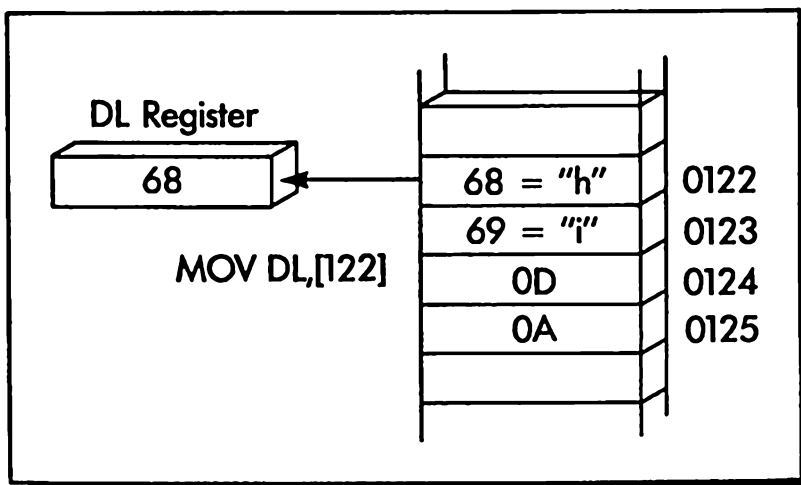 DL Register
68
MOV DL,[122]
68 = "h" 0122
69 = "i" 0123
0D 0124
0A 0125